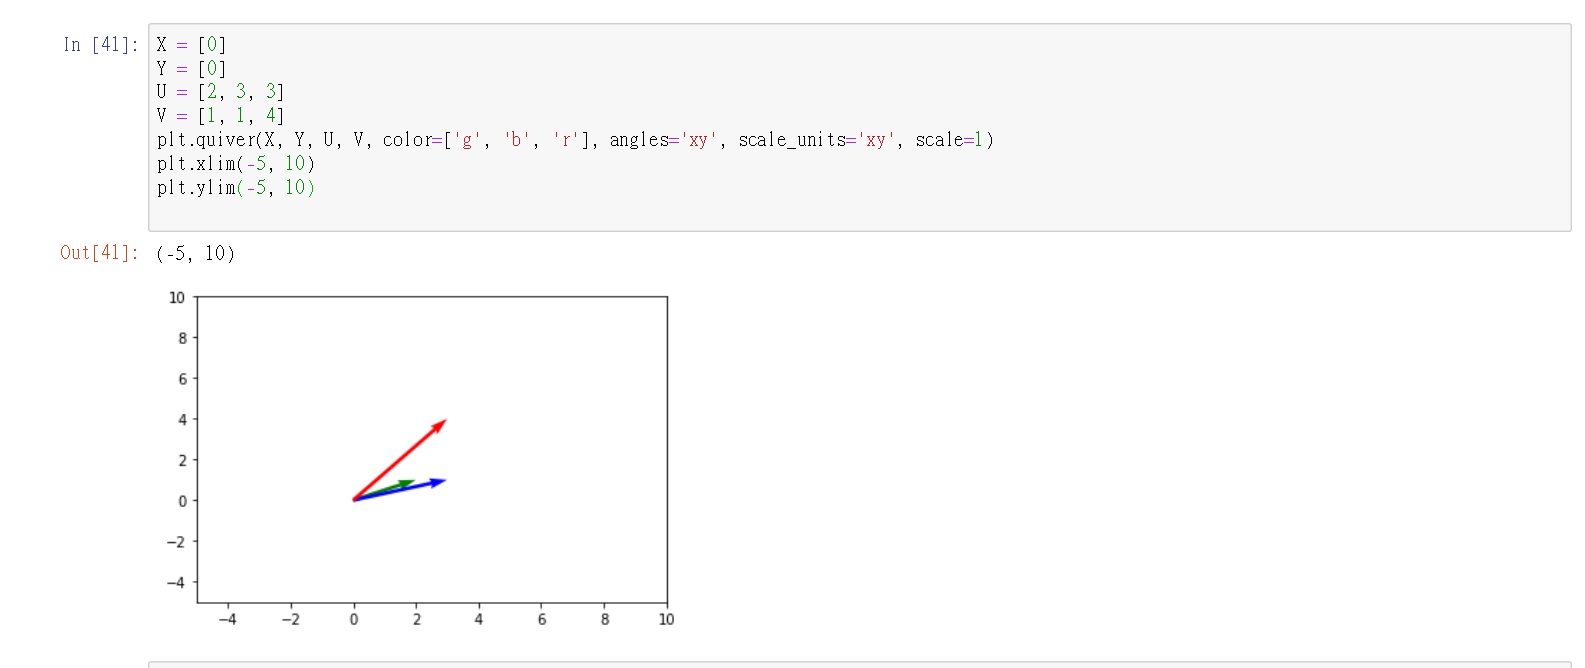 In [41]:
X = [0]
Y = [0]
U = [2, 3, 3]
V = [1, 1, 4]
plt.quiver(X, Y, U, V, color=['g', 'b', 'r'], angles='xy', scale_units='xy', scale=1)
plt.xlim(-5, 10)
plt.ylim(-5, 10)
Out[41]: (-5, 10)
10
8
6
4
2
0
−2
−4
−4 −2 0 2 4 6 8 10